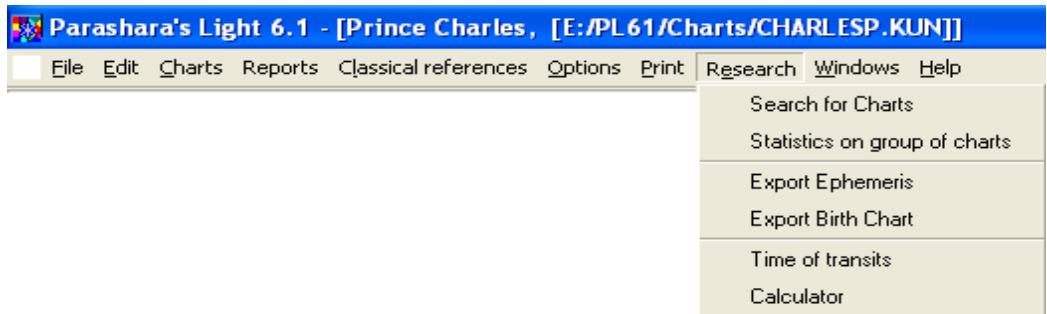 Parashara's Light 6.1 - [Prince Charles, [E:/PL61/Charts/CHARLESP.KUN]]
File Edit Charts Reports Classical references Options Print Research Windows Help
Search for Charts
Statistics on group of charts
Export Ephemeris
Export Birth Chart
Time of transits
Calculator